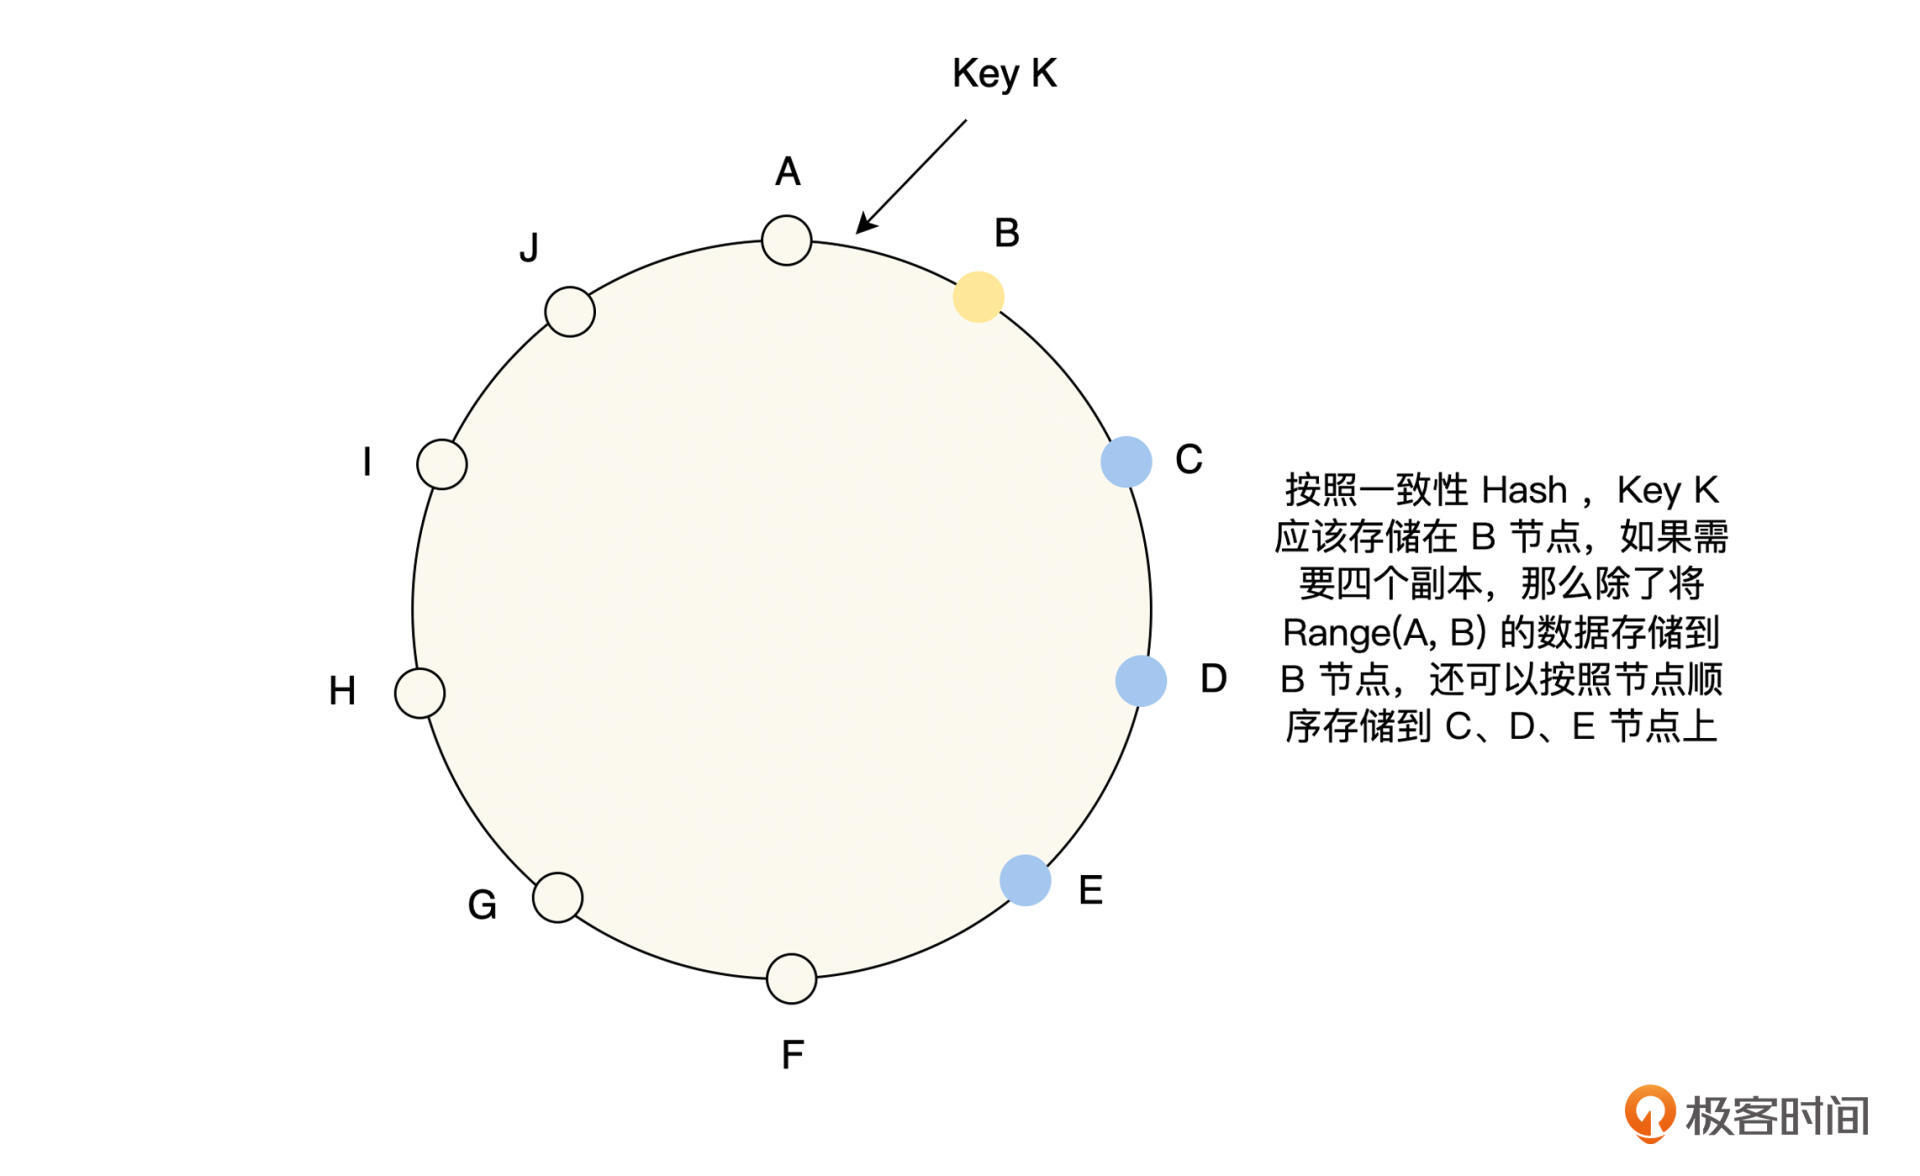 Key K
A
J
B
I
C
按照一致性 Hash ，Key K
应该存储在 B 节点，如果需
要四个副本，那么除了将
Range(A, B) 的数据存储到
B 节点，还可以按照节点顺
序存储到 C、D、E 节点上
H
D
G
E
F
极客时间